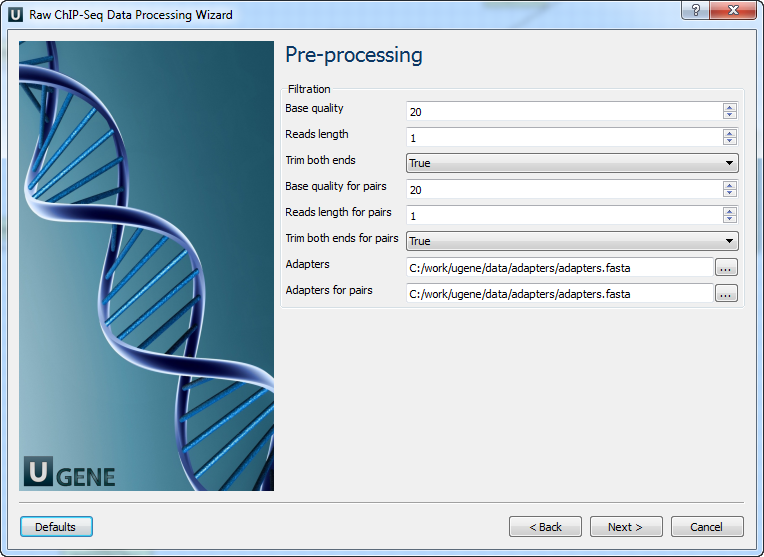 U Raw ChIP-Seq Data Processing Wizard ?
Pre-processing
Filtration
Base quality 20
Reads length 1
Trim both ends True
Base quality for pairs 20
Reads length for pairs 1
Trim both ends for pairs True
Adapters C:/work/ugene/data/adapters/adapters.fasta ...
Adapters for pairs C:/work/ugene/data/adapters/adapters.fasta ...
UGENE
Defaults < Back Next > Cancel